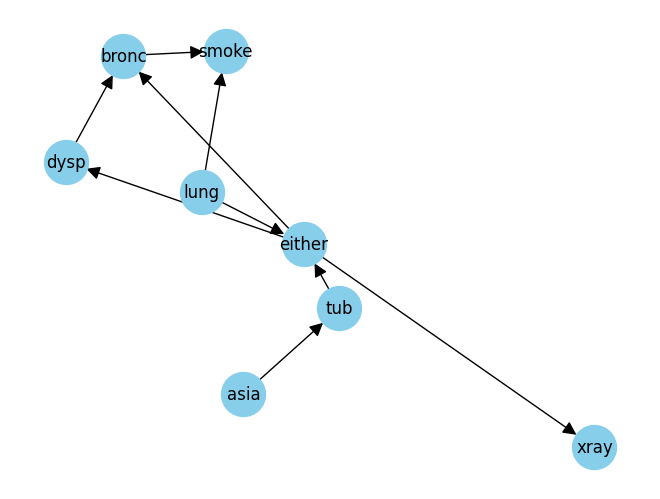 bronc
smoke
dysp
lung
either
tub
asia
xray